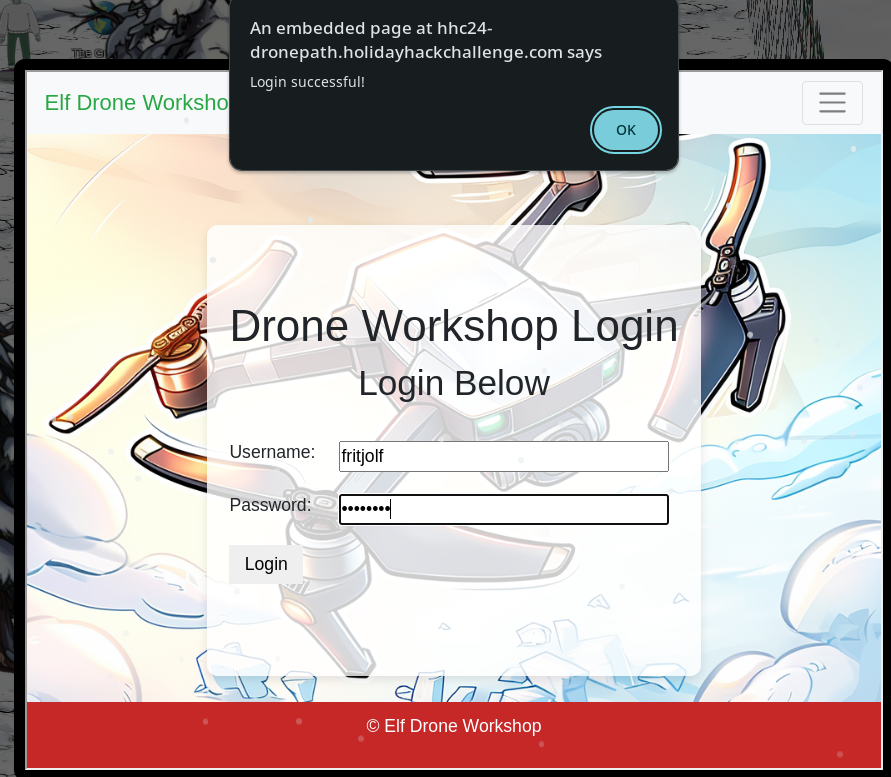 An embedded page at hhc24-
dronepath.holidayhackchallenge.com says
Login successful!
OK
Elf Drone Worksho
Drone Workshop Login
Login Below
Username: fritjolf
Password: ••••••••
Login
© Elf Drone Workshop